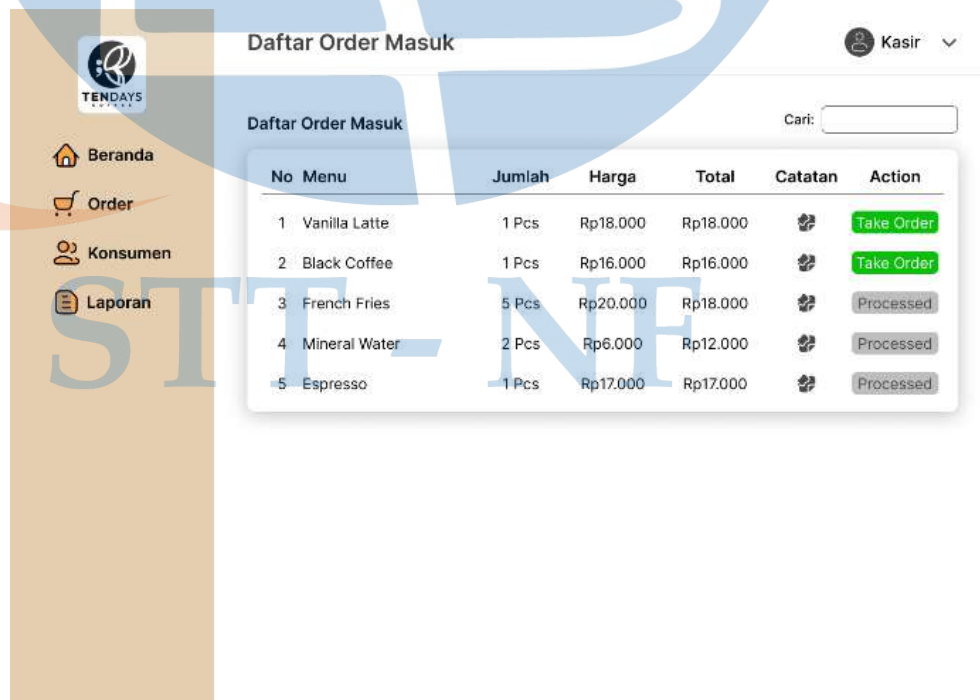 TENDAYS
Beranda
Order
Konsumen
Laporan
Daftar Order Masuk
Kasir
Daftar Order Masuk
Cari:
No Menu Jumlah Harga Total Catatan Action
1 Vanilla Latte 1 Pcs Rp18.000 Rp18.000 Take Order
2 Black Coffee 1 Pcs Rp16.000 Rp16.000 Take Order
3 French Fries 5 Pcs Rp20.000 Rp18.000 Processed
4 Mineral Water 2 Pcs Rp6.000 Rp12.000 Processed
5 Espresso 1 Pcs Rp17.000 Rp17.000 Processed
STT - NF